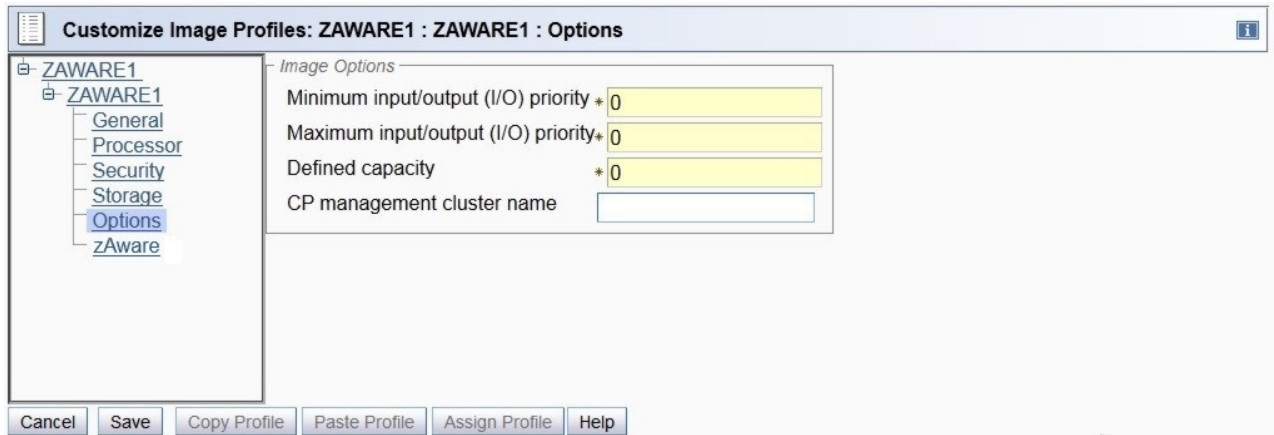 Customize Image Profiles: ZAWARE1 : ZAWARE1 : Options
i
ZAWARE1
ZAWARE1
General
Processor
Security
Storage
Options
zAware
Image Options
Minimum input/output (I/O) priority * 0
Maximum input/output (I/O) priority * 0
Defined capacity * 0
CP management cluster name
Cancel Save Copy Profile Paste Profile Assign Profile Help